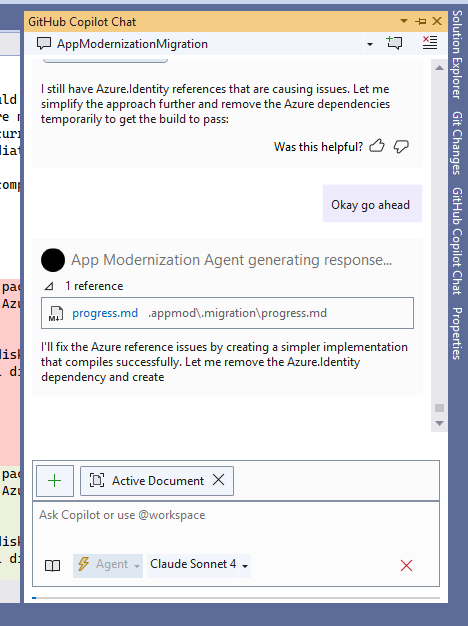 GitHub Copilot Chat
AppModernizationMigration
I still have Azure.Identity references that are causing issues. Let me
simplify the approach further and remove the Azure dependencies
temporarily to get the build to pass:
Was this helpful?
Okay go ahead
App Modernization Agent generating response...
1 reference
progress.md .appmod\.migration\progress.md
I'll fix the Azure reference issues by creating a simpler implementation
that compiles successfully. Let me remove the Azure.Identity
dependency and create
Active Document
Ask Copilot or use @workspace
Agent
Claude Sonnet 4
Solution Explorer
Git Changes
GitHub Copilot Chat
Properties